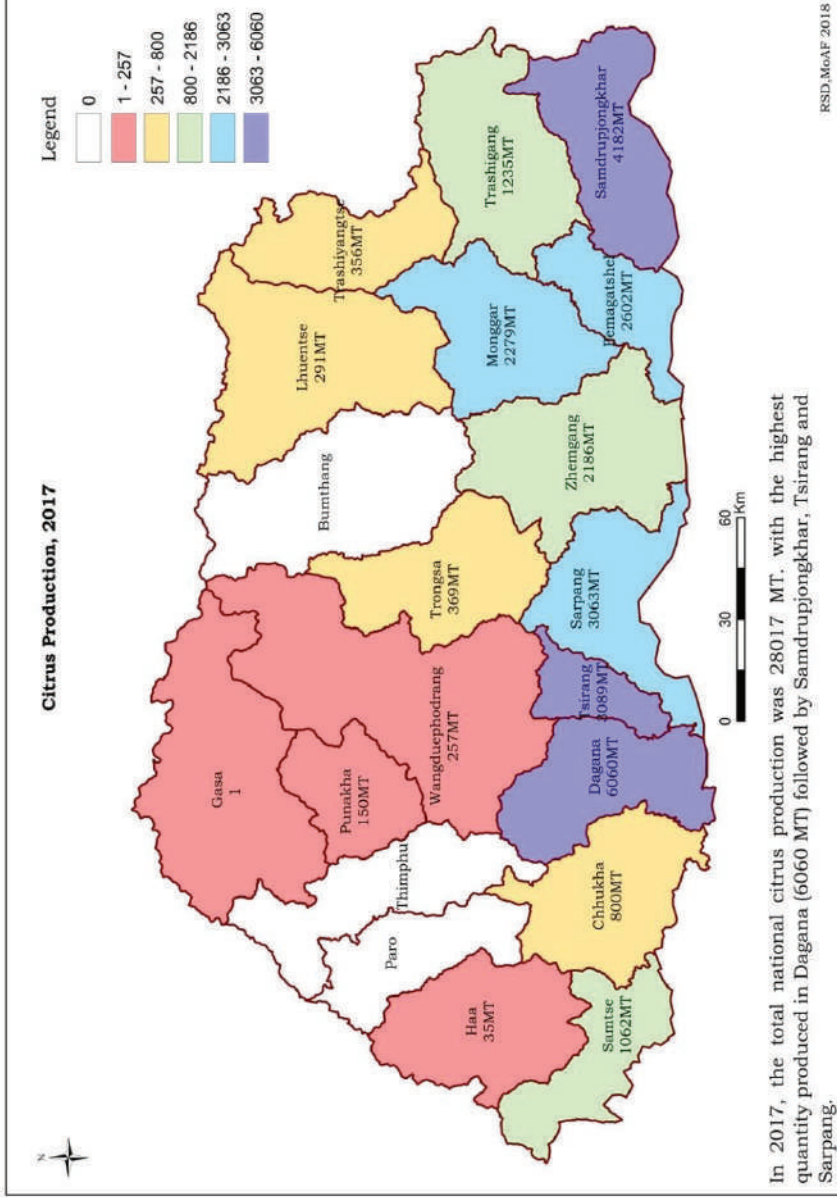 Citrus Production, 2017
Legend
0
1 - 257
257 - 800
800 - 2186
2186 - 3063
3063 - 6060
N
Gasa
1
Punakha
150MT
Wangduephodrang
257MT
Thimphu
Paro
Haa
35MT
Samtse
1062MT
Chhukha
800MT
Dagana
6060MT
Tsirang
3089MT
Sarpang
3063MT
Trongsa
369MT
Bumthang
Lhuentse
291MT
Trashiyangtse
356MT
Monggar
2279MT
Zhemgang
2186MT
Trashigang
1235MT
Pemagatshel
2602MT
Samdrupjongkhar
4182MT
0 30 60
Km
In 2017, the total national citrus production was 28017 MT. with the highest
quantity produced in Dagana (6060 MT) followed by Samdrupjongkhar, Tsirang and
Sarpang.
RSD,MoAF 2018